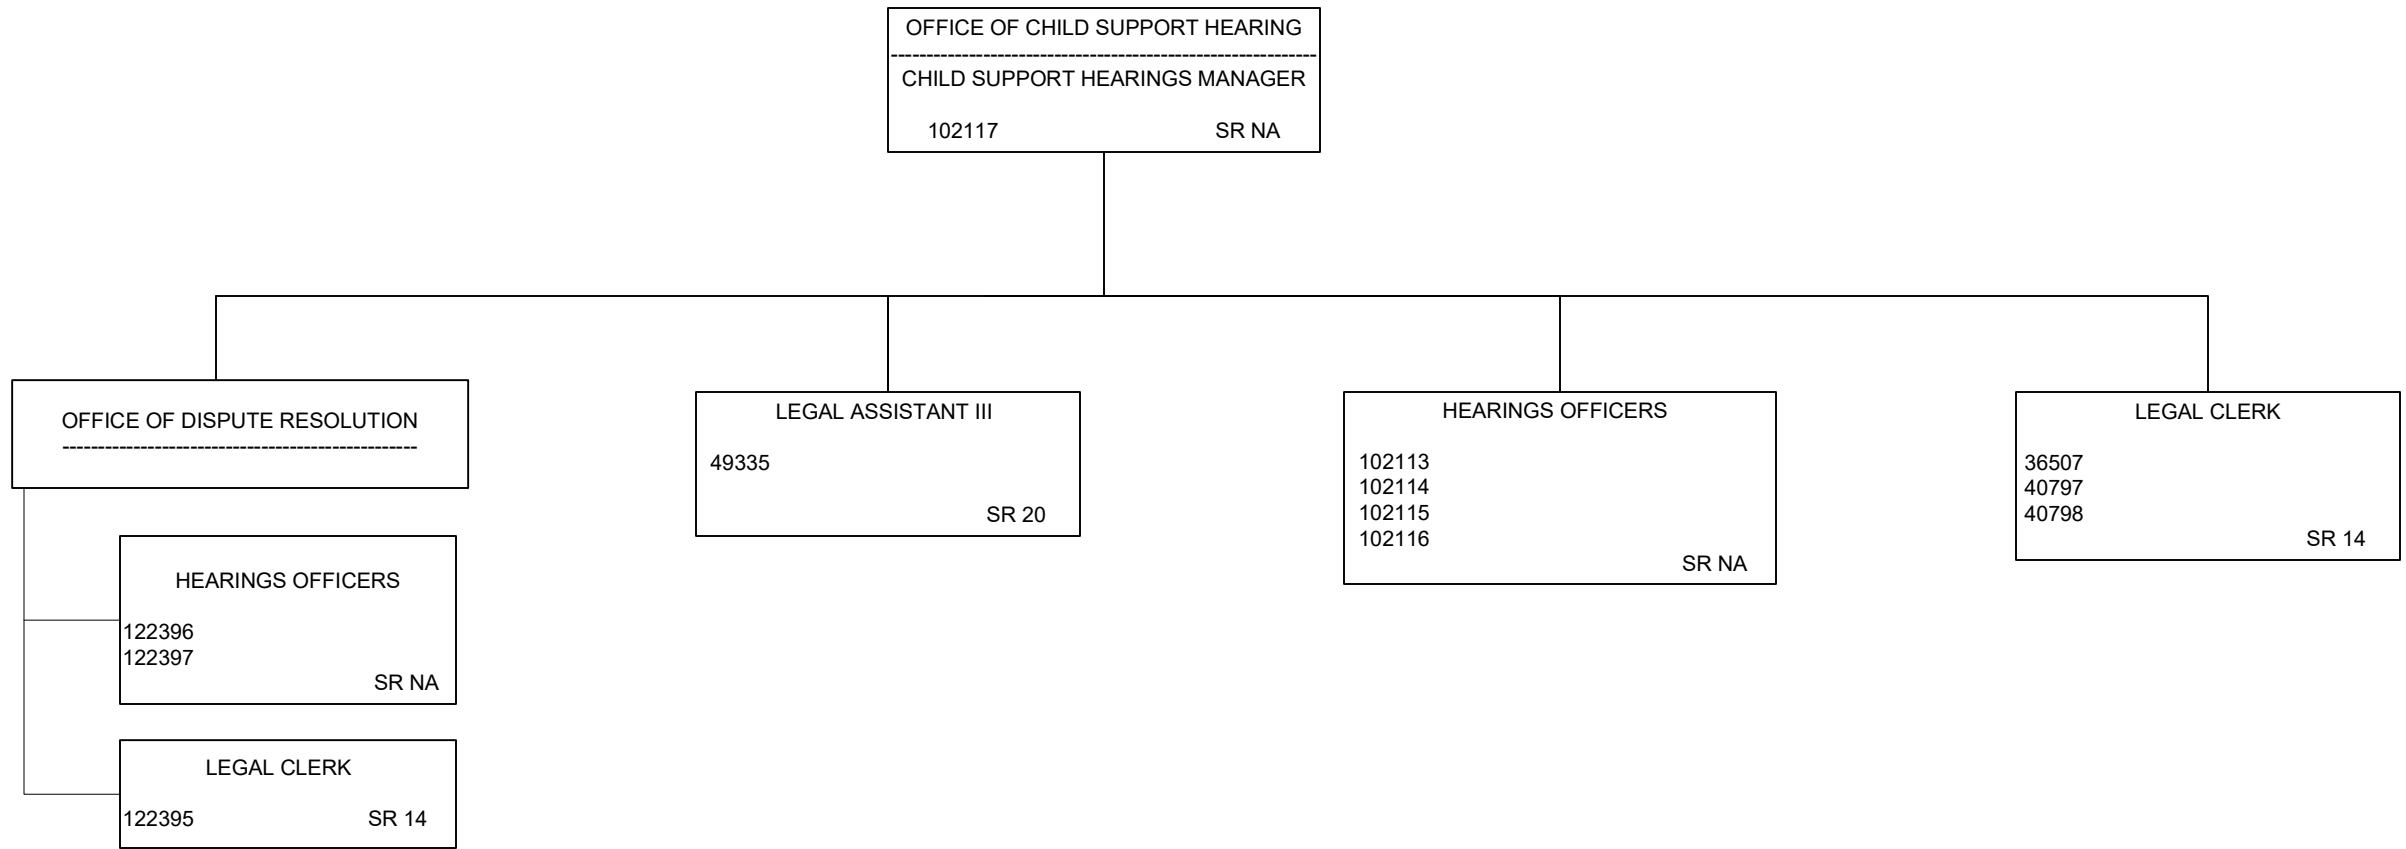 OFFICE OF CHILD SUPPORT HEARING
------------------------------------------------------------
CHILD SUPPORT HEARINGS MANAGER
102117 SR NA
OFFICE OF DISPUTE RESOLUTION
--------------------------------------------------
HEARINGS OFFICERS
122396
122397
SR NA
LEGAL CLERK
122395 SR 14
LEGAL ASSISTANT III
49335
SR 20
HEARINGS OFFICERS
102113
102114
102115
102116
SR NA
LEGAL CLERK
36507
40797
40798
SR 14